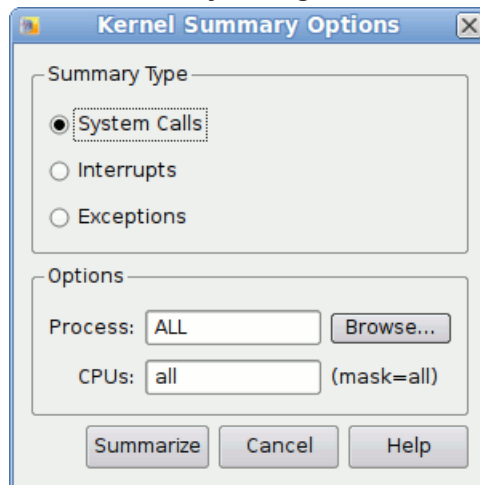 Kernel Summary Options
Summary Type
System Calls
Interrupts
Exceptions
Options
Process: ALL Browse...
CPUs: all (mask=all)
Summarize Cancel Help